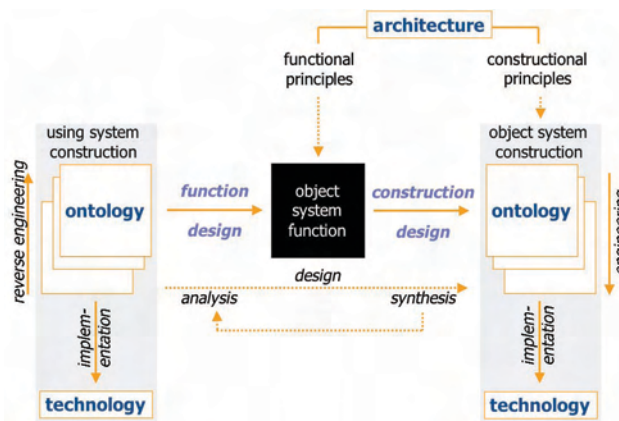 architecture
functional
principles
constructional
principles
using system
construction
object system
construction
reverse engineering
ontology
function
design
object
system
function
construction
design
ontology
engineering
design
analysis
synthesis
implem-
entation
implem-
entation
technology
technology